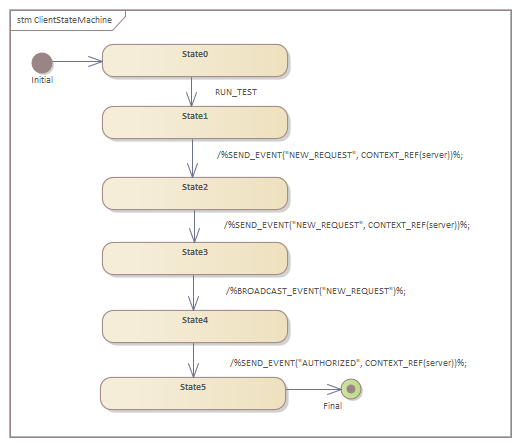 stm ClientStateMachine
State0
Initial
RUN_TEST
State1
/%SEND_EVENT("NEW_REQUEST", CONTEXT_REF(server))%;
State2
/%SEND_EVENT("NEW_REQUEST", CONTEXT_REF(server))%;
State3
/%BROADCAST_EVENT("NEW_REQUEST")%;
State4
/%SEND_EVENT("AUTHORIZED", CONTEXT_REF(server))%;
State5
Final